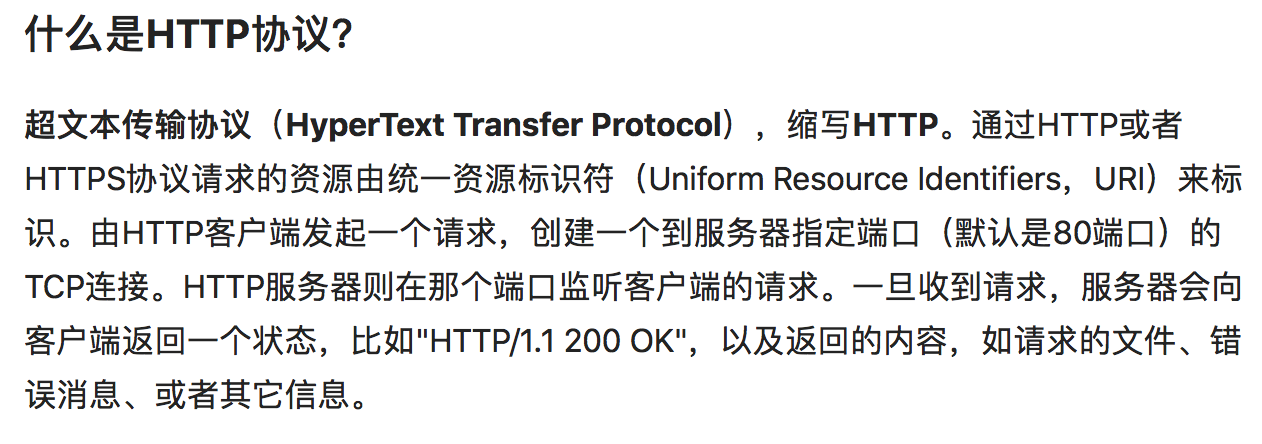 什么是HTTP协议？
超文本传输协议（HyperText Transfer Protocol），缩写HTTP。通过HTTP或者
HTTPS协议请求的资源由统一资源标识符（Uniform Resource Identifiers，URI）来标
识。由HTTP客户端发起一个请求，创建一个到服务器指定端口（默认是80端口）的
TCP连接。HTTP服务器则在那个端口监听客户端的请求。一旦收到请求，服务器会向
客户端返回一个状态，比如"HTTP/1.1 200 OK"，以及返回的内容，如请求的文件、错
误消息、或者其它信息。